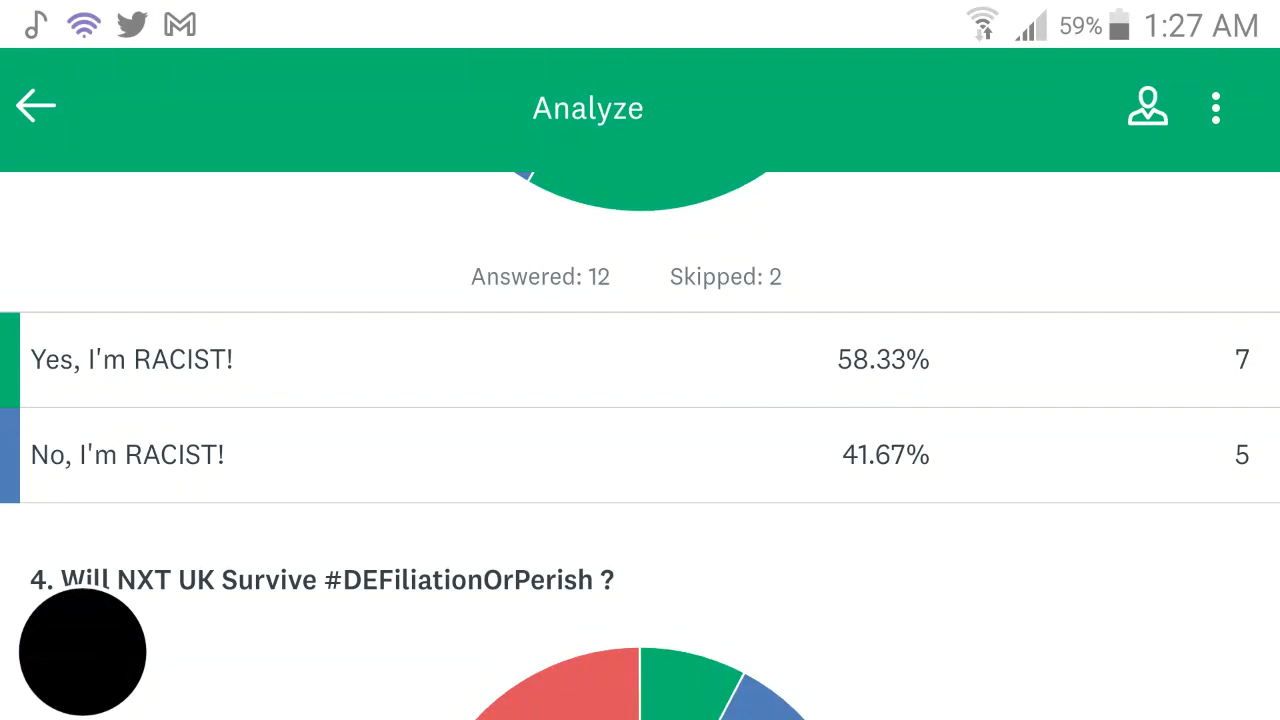 59% 1:27 AM
Analyze
Answered: 12 Skipped: 2
Yes, I'm RACIST! 58.33% 7
No, I'm RACIST! 41.67% 5
4. Will NXT UK Survive #DEFiliationOrPerish ?